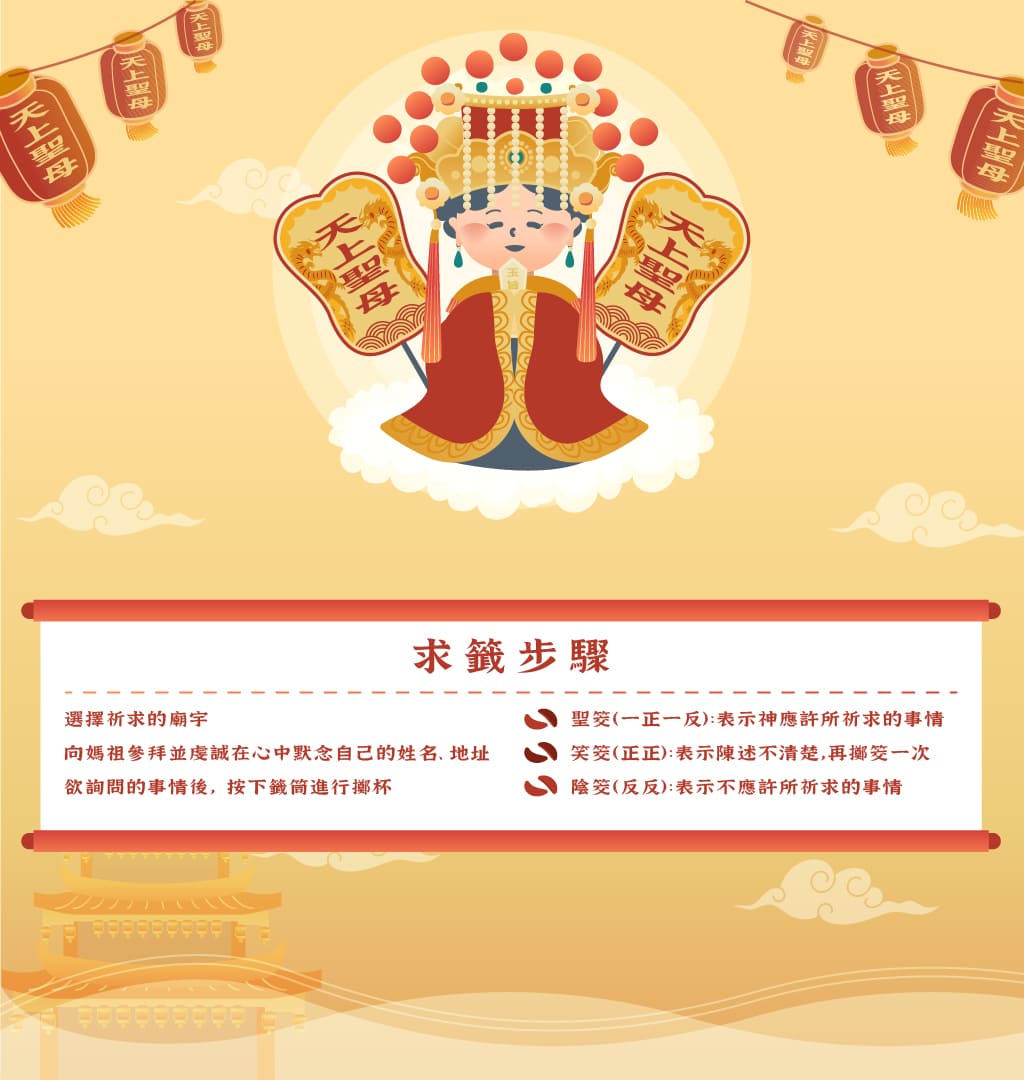 天上聖母
天上聖母
天上聖母
天上聖母
天上聖母
天上聖母
天上聖母
天上聖母
玉旨
求籤步驟
選擇祈求的廟宇
向媽祖參拜並虔誠在心中默念自己的姓名、地址
欲詢問的事情後, 按下籤筒進行擲杯
聖筊(一正一反):表示神應許所祈求的事情
笑筊(正正):表示陳述不清楚,再擲筊一次
陰筊(反反):表示不應許所祈求的事情